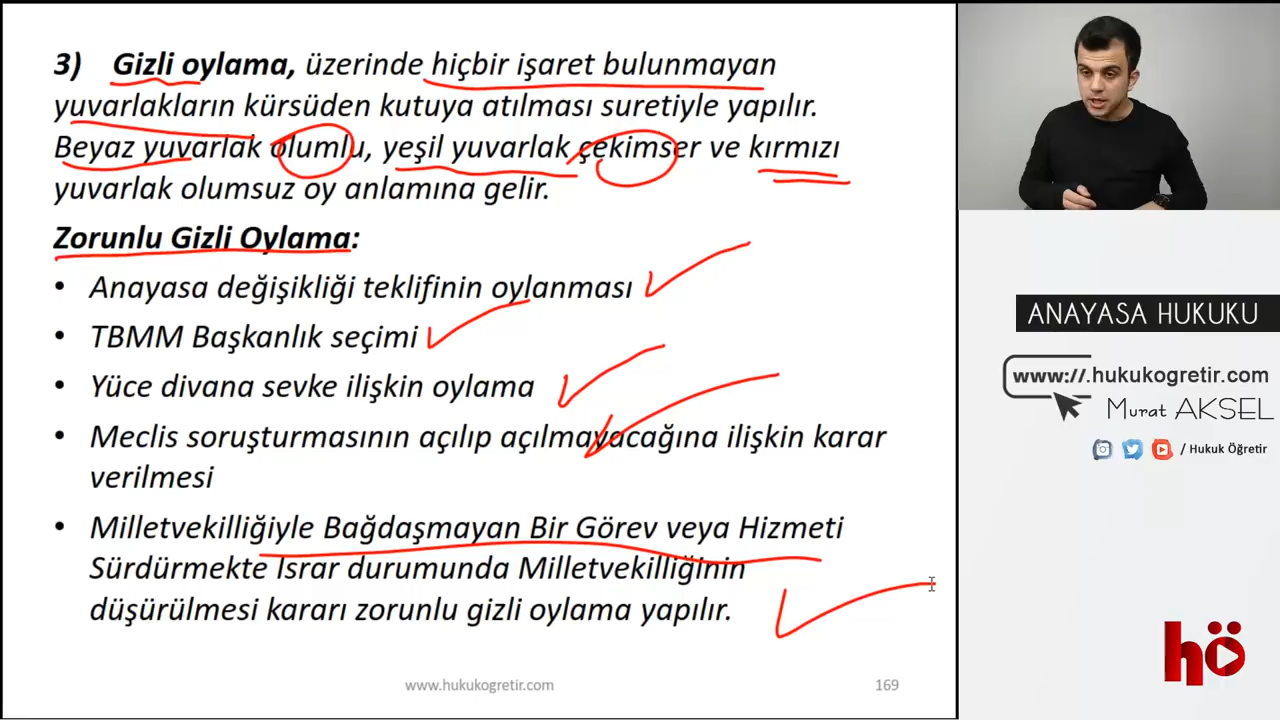 3) Gizli oylama, üzerinde hiçbir işaret bulunmayan
yuvarlakların kürsüden kutuya atılması suretiyle yapılır.
Beyaz yuvarlak olumlu, yeşil yuvarlak çekimser ve kırmızı
yuvarlak olumsuz oy anlamına gelir.
Zorunlu Gizli Oylama:
• Anayasa değişikliği teklifinin oylanması
• TBMM Başkanlık seçimi
• Yüce divana sevke ilişkin oylama
• Meclis soruşturmasının açılıp açılmayacağına ilişkin karar
verilmesi
• Milletvekilliğiyle Bağdaşmayan Bir Görev veya Hizmeti
Sürdürmekte Israr durumunda Milletvekilliğinin
düşürülmesi kararı zorunlu gizli oylama yapılır.
www.hukukogretir.com
169
ANAYASA HUKUKU
www://.hukukogretir.com
Murat AKSEL
/ Hukuk Öğretir
hö